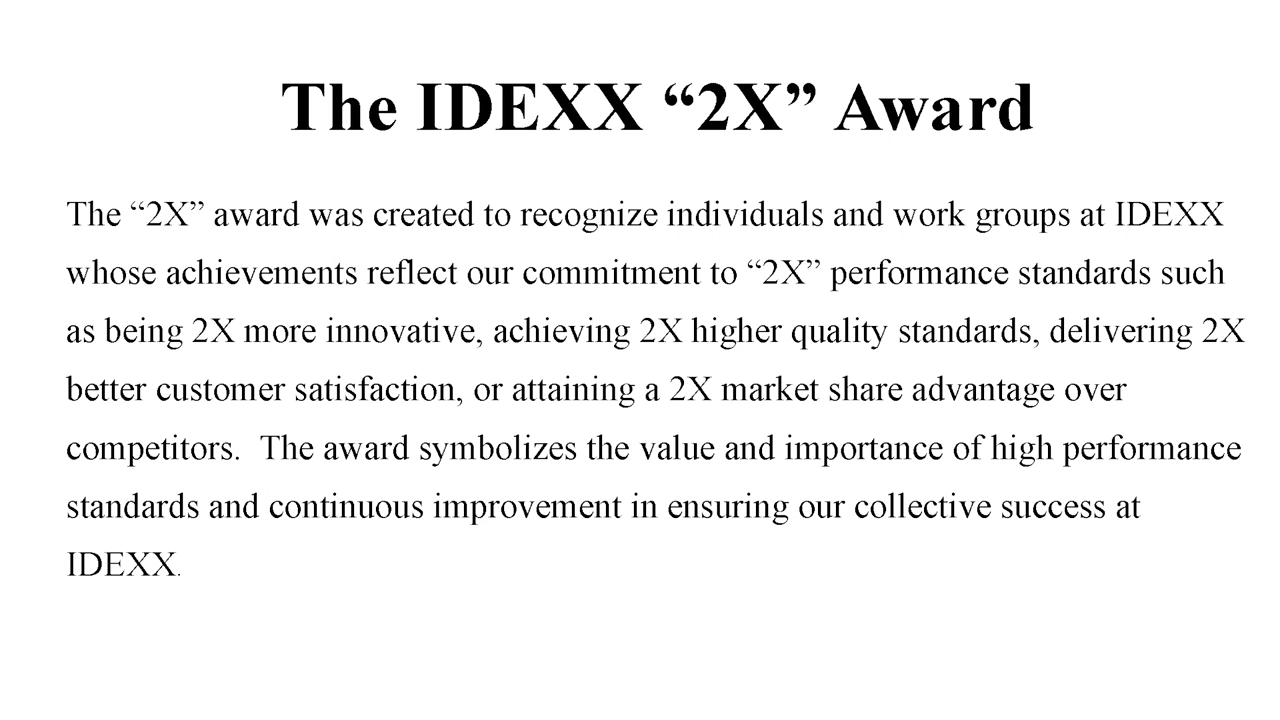 The IDEXX “2X” Award
The “2X” award was created to recognize individuals and work groups at IDEXX
whose achievements reflect our commitment to “2X” performance standards such
as being 2X more innovative, achieving 2X higher quality standards, delivering 2X
better customer satisfaction, or attaining a 2X market share advantage over
competitors.  The award symbolizes the value and importance of high performance
standards and continuous improvement in ensuring our collective success at
IDEXX.